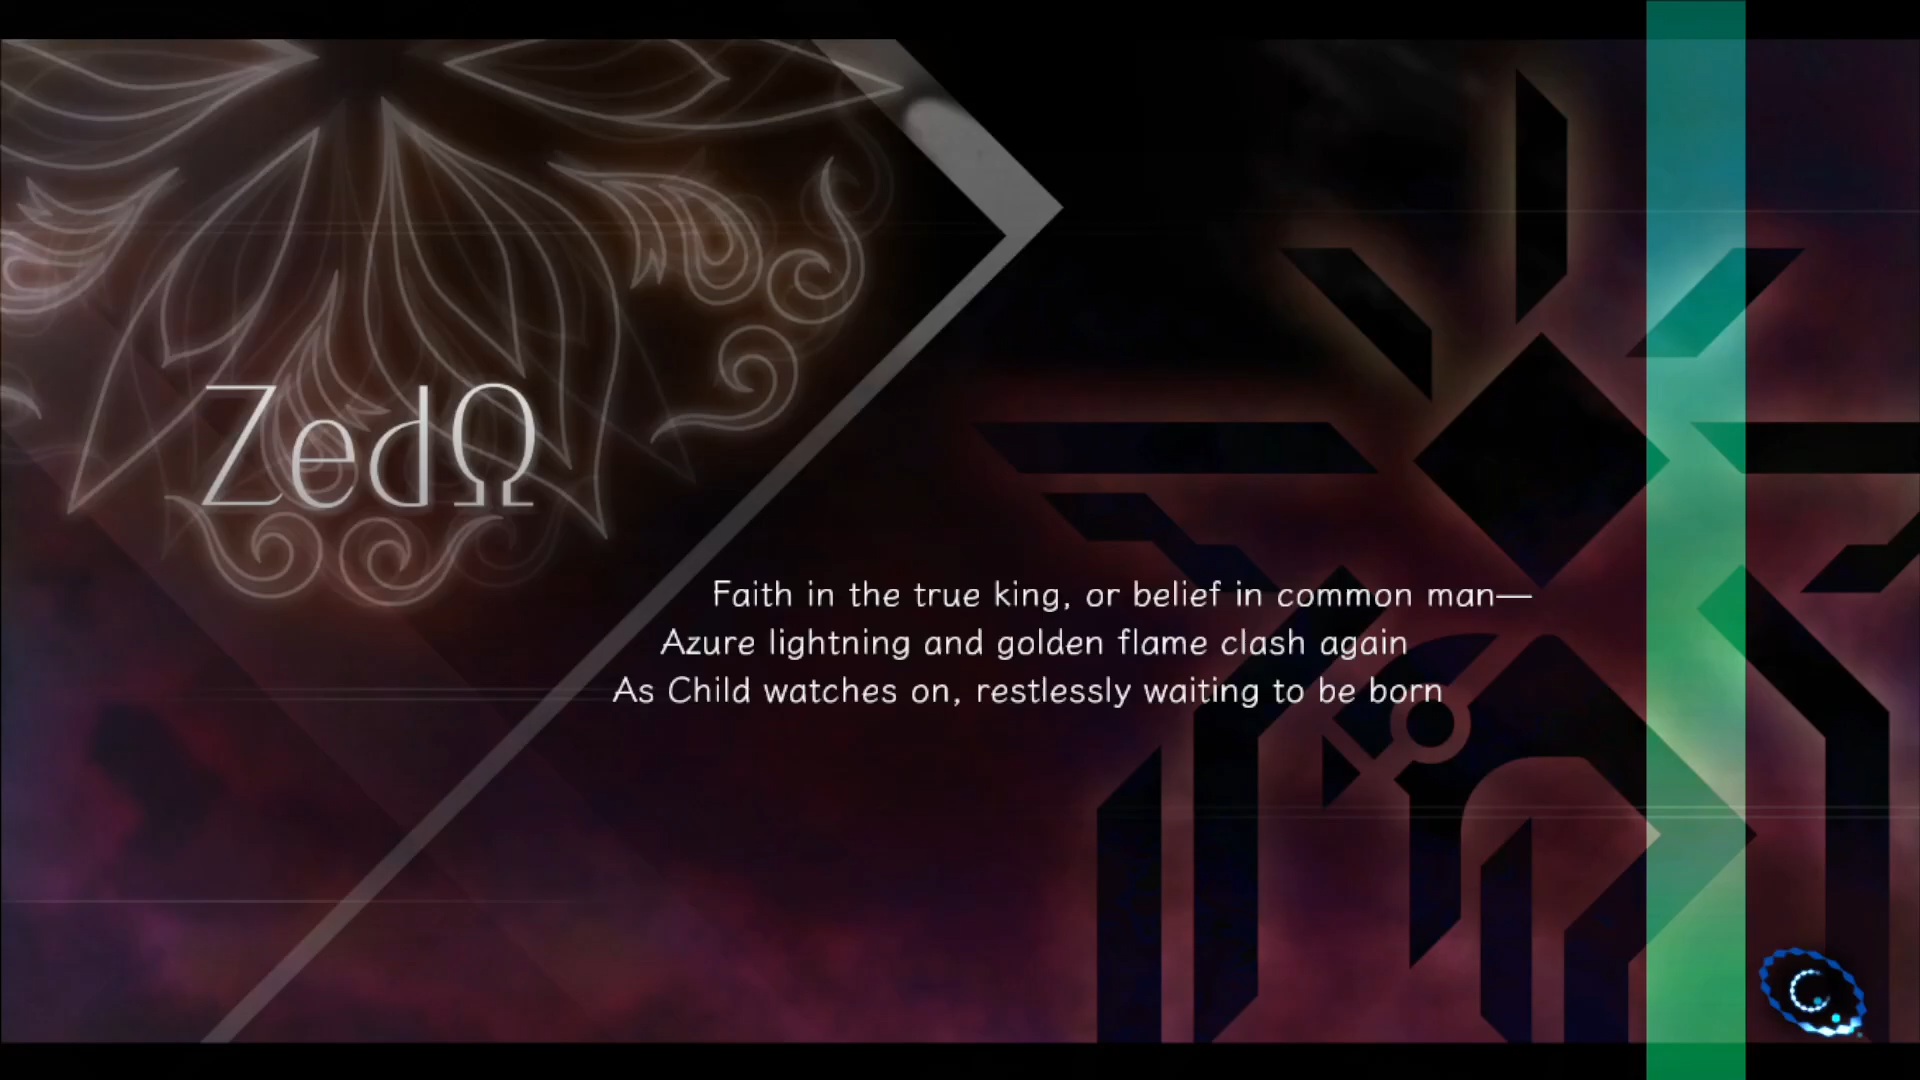 ZedΩ
Faith in the true king, or belief in common man—
Azure lightning and golden flame clash again
As Child watches on, restlessly waiting to be born